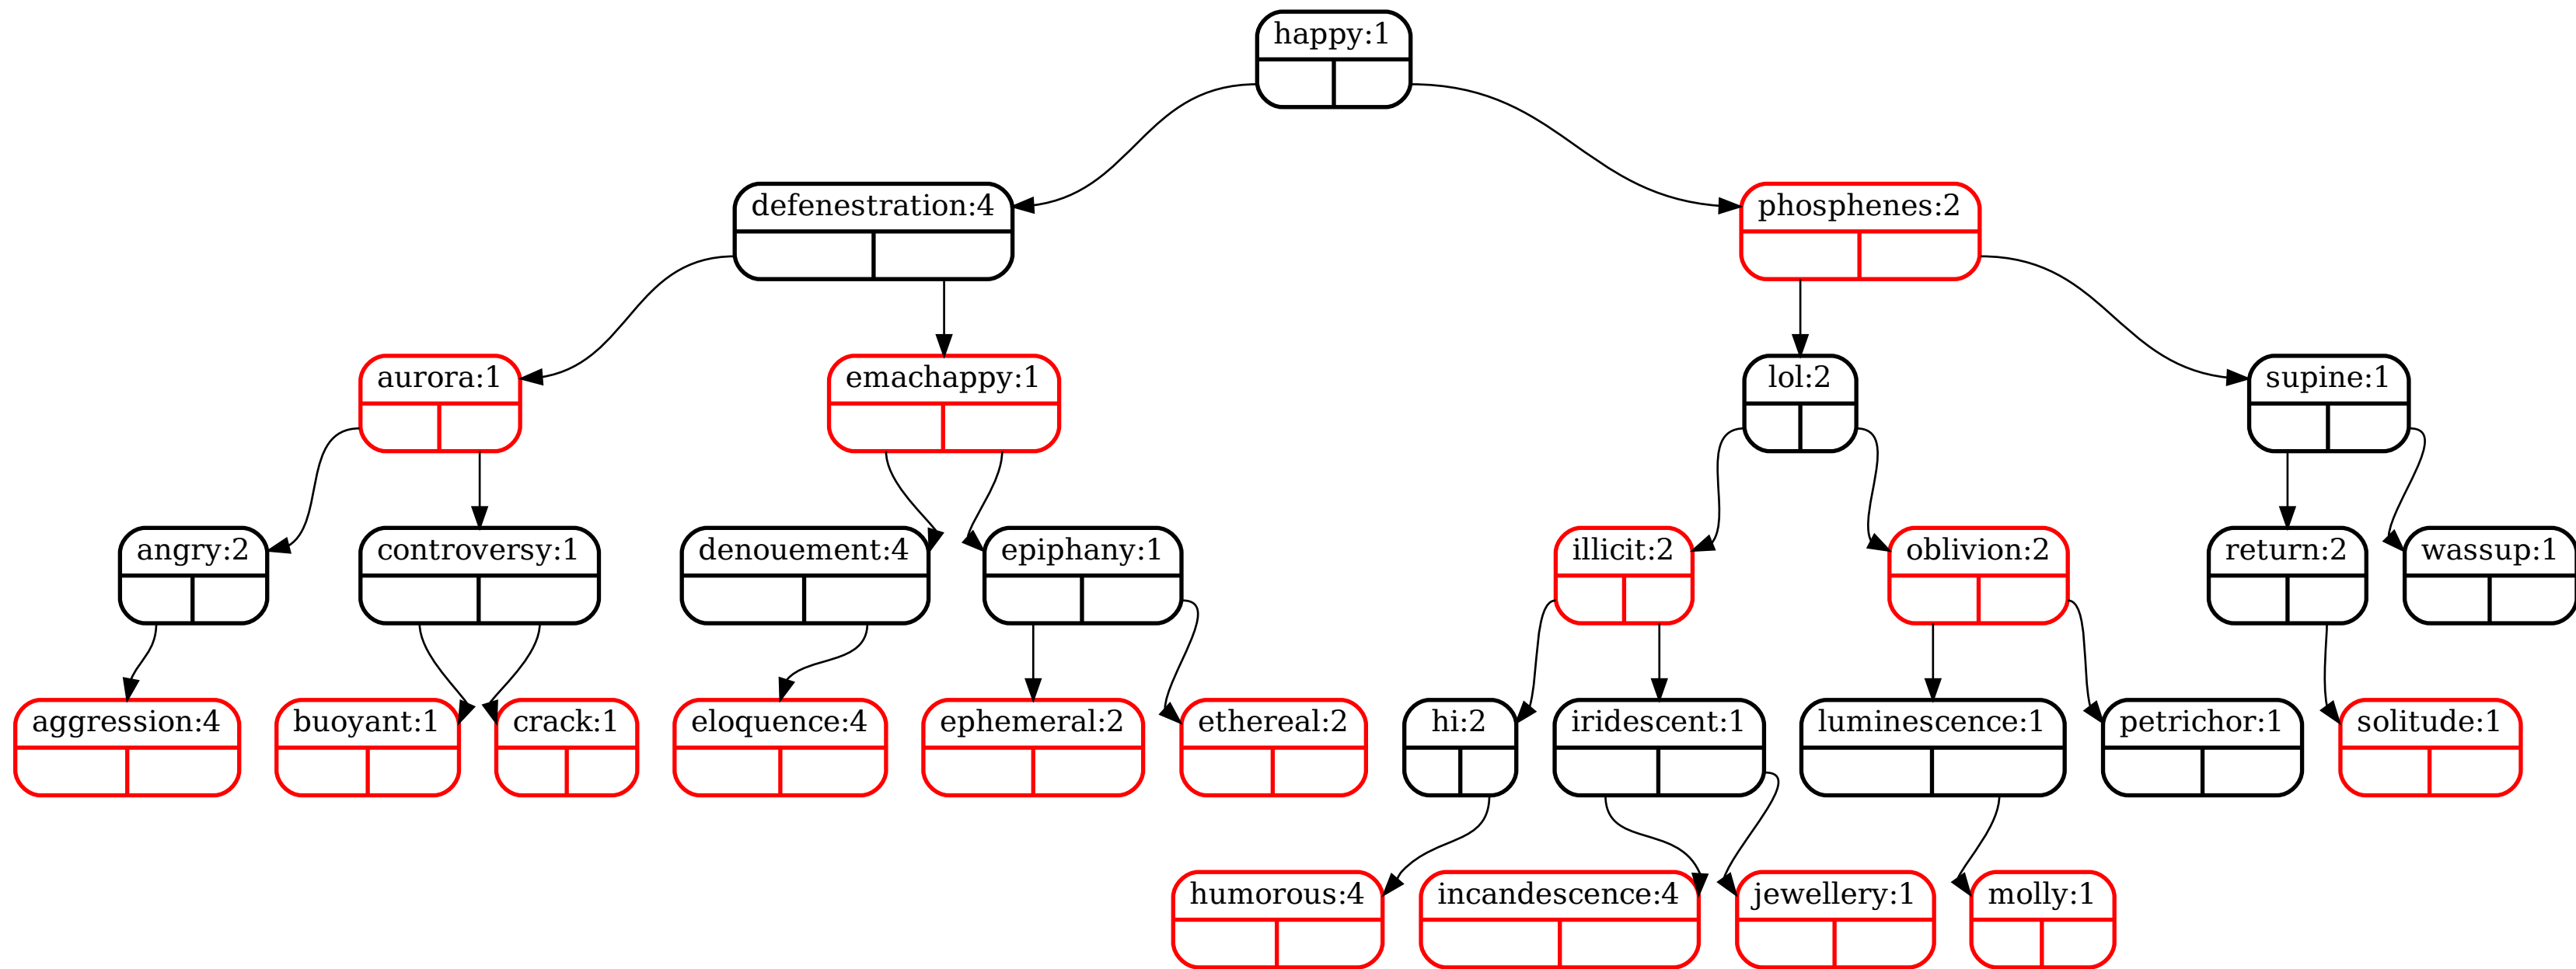 happy:1
defenestration:4
phosphenes:2
aurora:1
emachappy:1
lol:2
supine:1
angry:2
controversy:1
denouement:4
epiphany:1
illicit:2
oblivion:2
return:2
wassup:1
aggression:4
buoyant:1
crack:1
eloquence:4
ephemeral:2
ethereal:2
hi:2
iridescent:1
luminescence:1
petrichor:1
solitude:1
humorous:4
incandescence:4
jewellery:1
molly:1